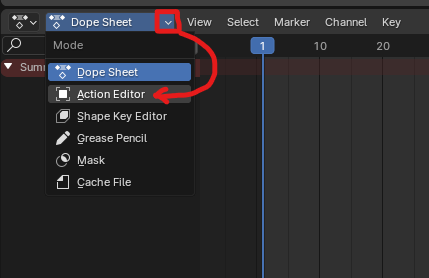 Dope Sheet View Select Marker Channel Key
Mode 1 10 20
Dope Sheet
Action Editor
Shape Key Editor
Grease Pencil
Mask
Cache File